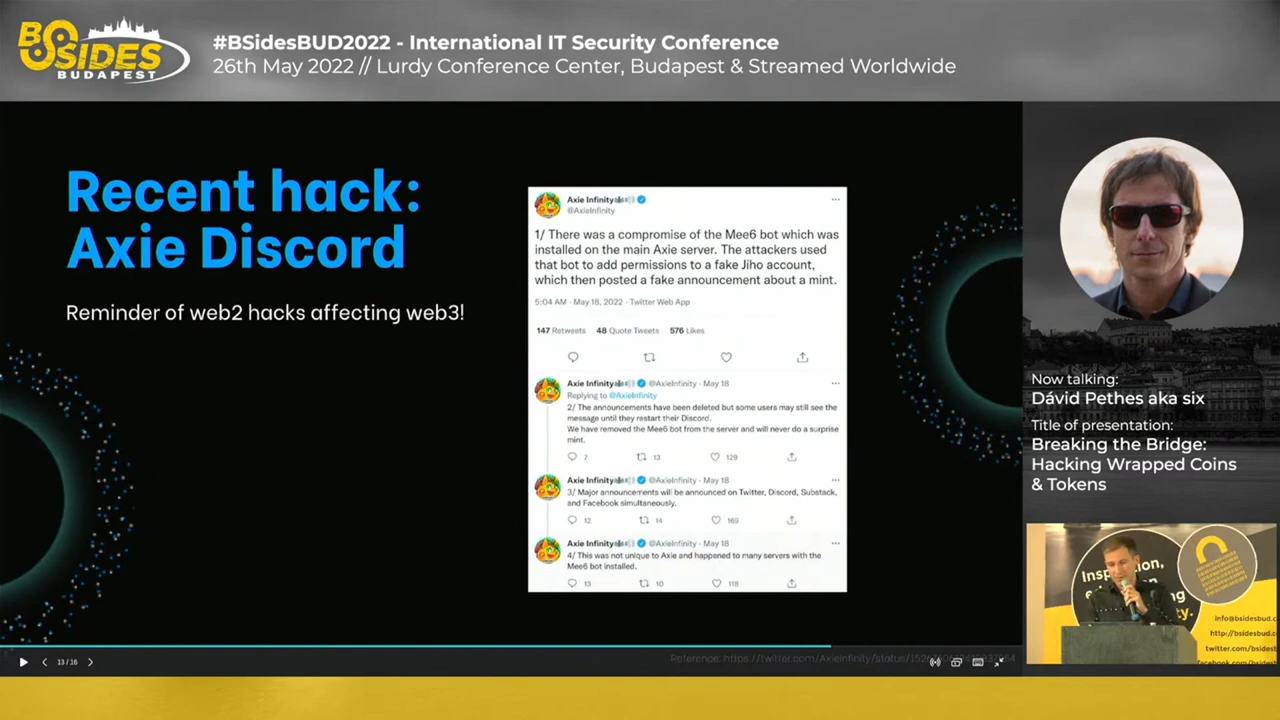 BSIDES
BUDAPEST
#BSidesBUD2022 - International IT Security Conference
26th May 2022 // Lurdy Conference Center, Budapest & Streamed Worldwide
Recent hack:
Axie Discord
Reminder of web2 hacks affecting web3!
Axie Infinity
@AxieInfinity
1/ There was a compromise of the Mee6 bot which was
installed on the main Axie server. The attackers used
that bot to add permissions to a fake Jiho account,
which then posted a fake announcement about a mint.
5:04 AM · May 18, 2022 · Twitter Web App
147 Retweets 48 Quote Tweets 576 Likes
Axie Infinity @AxieInfinity · May 18
Replying to @AxieInfinity
2/ The announcements have been deleted but some users may still see the
message until they restart their Discord.
We have removed the Mee6 bot from the server and will never do a surprise
mint.
7 13 129
Axie Infinity @AxieInfinity · May 18
3/ Major announcements will be announced on Twitter, Discord, Substack,
and Facebook simultaneously.
12 14 169
Axie Infinity @AxieInfinity · May 18
4/ This was not unique to Axie and happened to many servers with the
Mee6 bot installed.
13 10 118
13 / 16
Reference: https://twitter.com/AxieInfinity/status/
Now talking:
Dávid Pethes aka six
Title of presentation:
Breaking the Bridge:
Hacking Wrapped Coins
& Tokens
info@bsidesbud.c
http://bsidesbud.
twitter.com/bsidesb
facebook.com/bsidesb